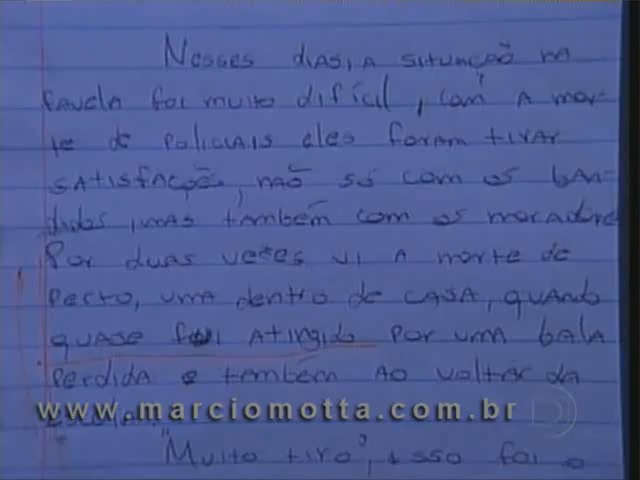 Nesses dias, a situação na
favela foi muito difícil, com a mor-
te de policiais eles foram tirar
satisfação, não só com os ban-
didos, mas também com os moradore
Por duas vezes vi a morte de
perto, uma dentro de casa, quando
quase fui atingido por uma bala
perdida e também ao voltar da
escola.
www.marciomotta.com.br
"Muito tiro", isso foi o